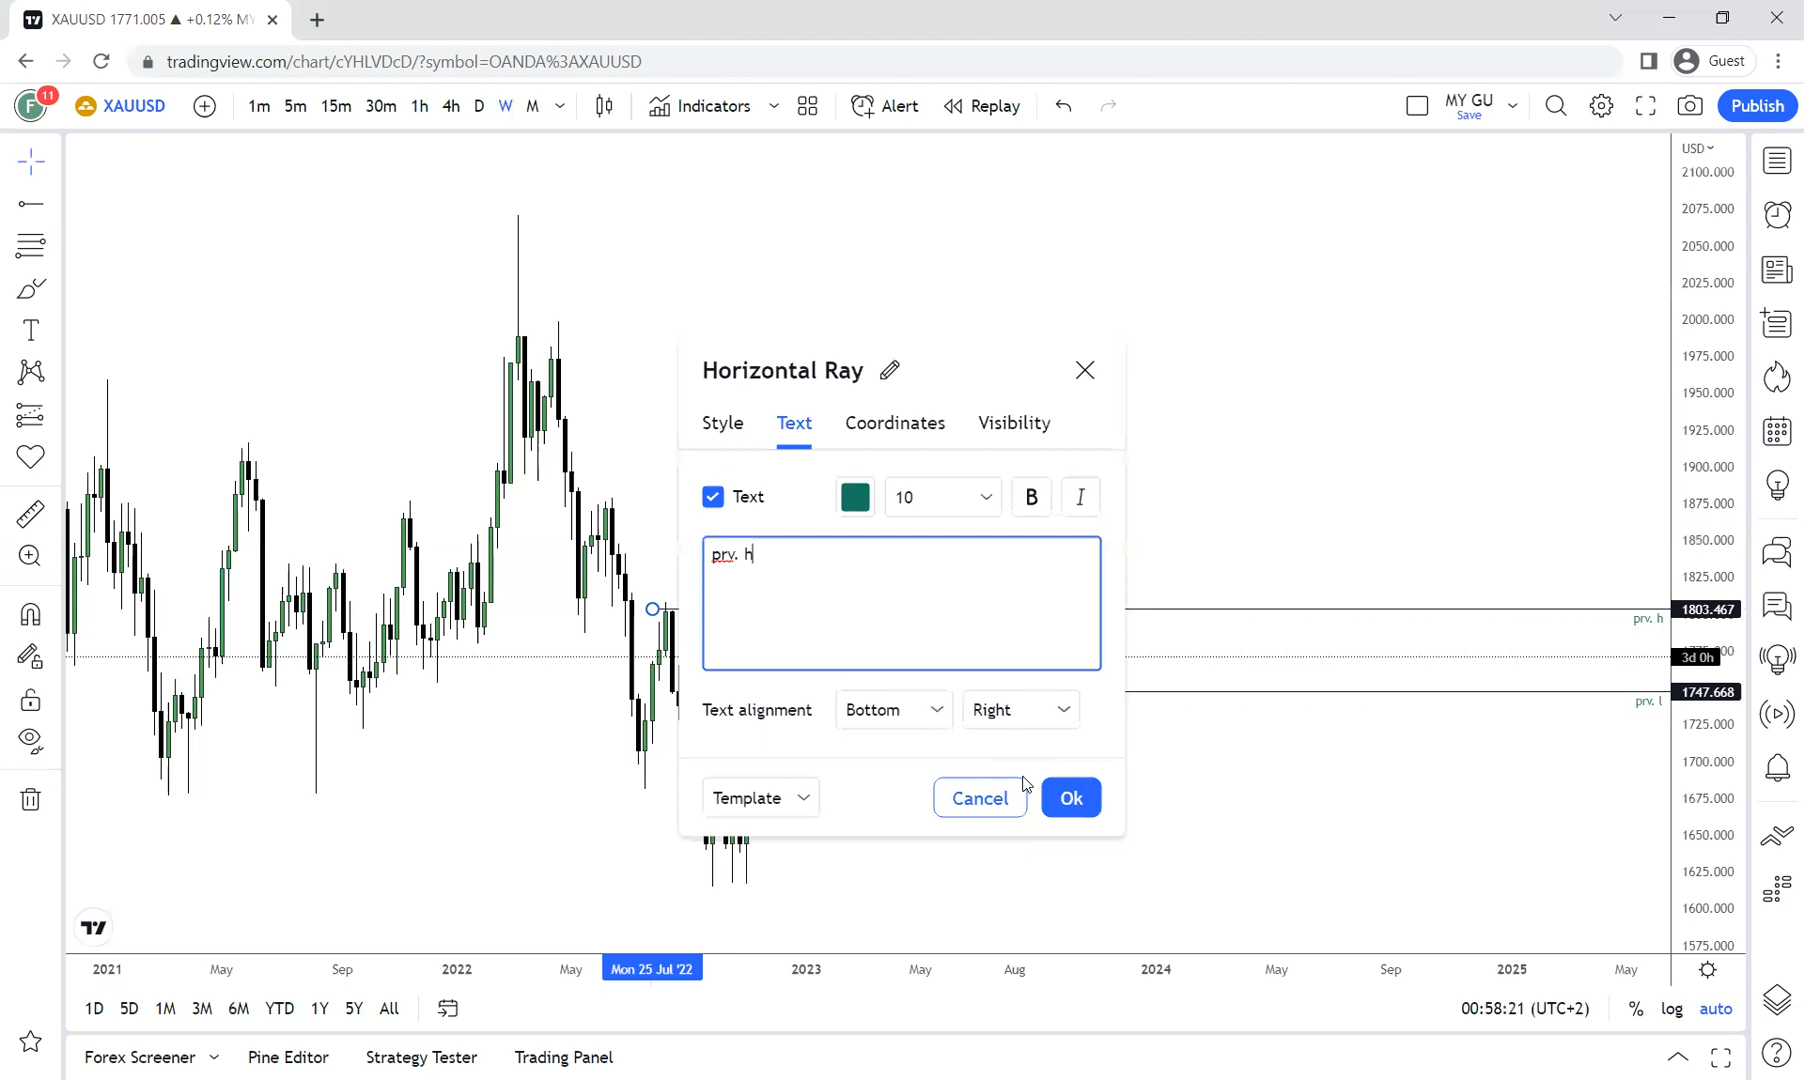 XAUUSD 1771.005 ▲ +0.12% MY
tradingview.com/chart/cYHLVDcD/?symbol=OANDA%3AXAUUSD
Guest
F
11
XAUUSD
1m 5m 15m 30m 1h 4h D W M
Indicators
Alert
Replay
MY GU
Save
Publish
USD
2100.000
2075.000
2050.000
2025.000
2000.000
1975.000
1950.000
1925.000
1900.000
1875.000
1850.000
1825.000
1803.467
prv. h
3d 0h
1747.668
prv. l
1725.000
1700.000
1675.000
1650.000
1625.000
1600.000
1575.000
Horizontal Ray
Style Text Coordinates Visibility
Text 10 B I
prv. h
Text alignment Bottom Right
Template Cancel Ok
2021 May Sep 2022 May Mon 25 Jul '22 2023 May Aug 2024 May Sep 2025 May
1D 5D 1M 3M 6M YTD 1Y 5Y All
00:58:21 (UTC+2) % log auto
Forex Screener Pine Editor Strategy Tester Trading Panel